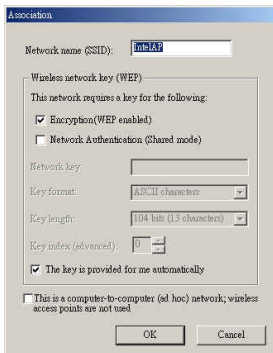 Association
Network name (SSID): IntelAP
Wireless network key (WEP)
This network requires a key for the following:
Encryption(WEP enabled)
Network Authentication (Shared mode)
Network key:
Key format: ASCII characters
Key length: 104 bits (13 characters)
Key index (advanced): 0
The key is provided for me automatically
This is a computer-to-computer (ad hoc) network; wireless
access points are not used
OK Cancel